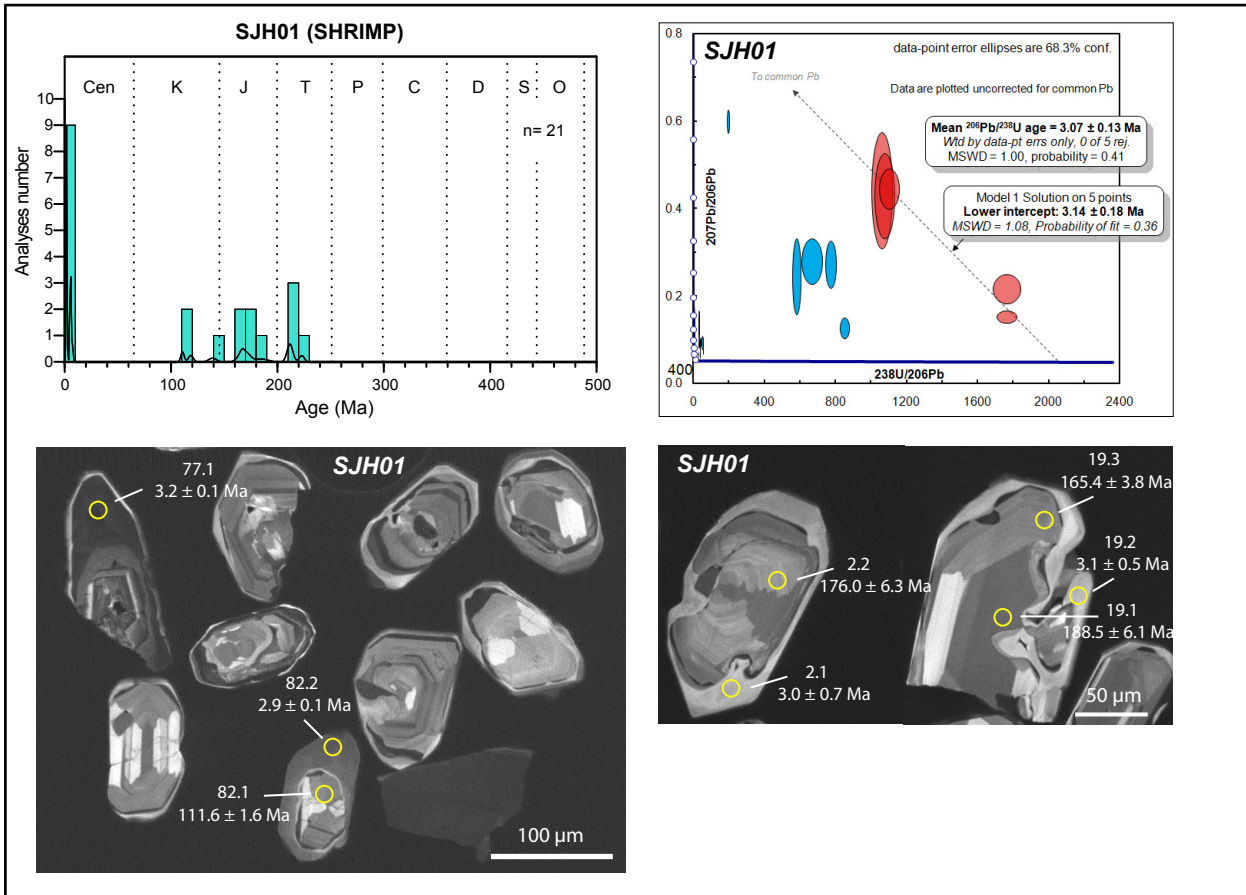 SJH01 (SHRIMP)
Cen K J T P C D S O
n= 21
Analyses number
10
9
8
7
6
5
4
3
2
1
0
0 100 200 300 400 500
Age (Ma)
SJH01
data-point error ellipses are 68.3% conf.
To common Pb
Data are plotted uncorrected for common Pb
Mean 206Pb/238U age = 3.07 ± 0.13 Ma
Wtd by data-pt errs only, 0 of 5 rej.
MSWD = 1.00, probability = 0.41
Model 1 Solution on 5 points
Lower intercept: 3.14 ± 0.18 Ma
MSWD = 1.08, Probability of fit = 0.36
207Pb/206Pb
0.8
0.6
0.4
0.2
400
0.0
238U/206Pb
0 400 800 1200 1600 2000 2400
SJH01
77.1
3.2 ± 0.1 Ma
82.2
2.9 ± 0.1 Ma
82.1
111.6 ± 1.6 Ma
100 µm
SJH01
2.2
176.0 ± 6.3 Ma
2.1
3.0 ± 0.7 Ma
19.3
165.4 ± 3.8 Ma
19.2
3.1 ± 0.5 Ma
19.1
188.5 ± 6.1 Ma
50 µm